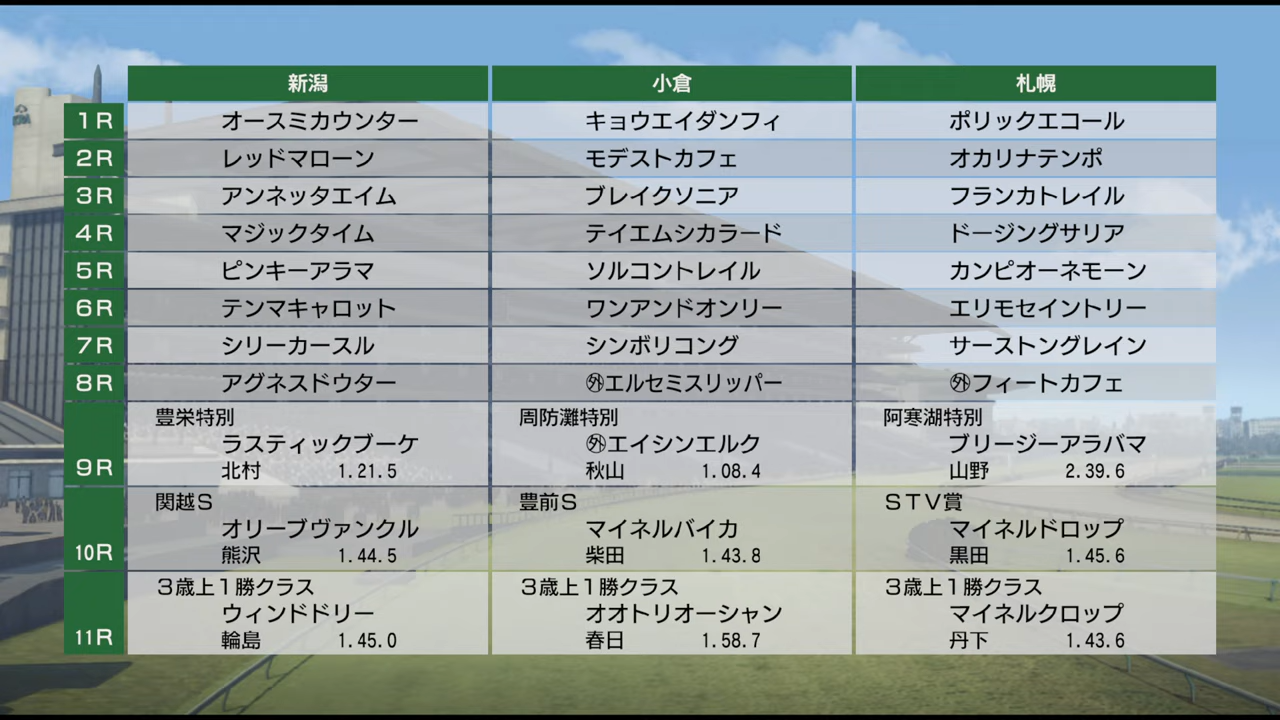 新潟 小倉 札幌
1R オースミカウンター キョウエイダンフィ ポリックエコール
2R レッドマローン モデストカフェ オカリナテンポ
3R アンネッタエイム ブレイクソニア フランカトレイル
4R マジックタイム テイエムシカラード ドージングサリア
5R ピンキーアラマ ソルコントレイル カンピオーネモーン
6R テンマキャロット ワンアンドオンリー エリモセイントリー
7R シリーカースル シンボリコング サーストングレイン
8R アグネスドウター ㊕エルセミスリッパー ㊕フィートカフェ
豊栄特別 周防灘特別 阿寒湖特別
ラスティックブーケ 外エイシンエルク ブリージーアラバマ
9R 北村 1.21.5 秋山 1.08.4 山野 2.39.6
関越S 豊前S STV賞
オリーブヴァンクル マイネルバイカ マイネルドロップ
10R 熊沢 1.44.5 柴田 1.43.8 黒田 1.45.6
3歳上1勝クラス 3歳上1勝クラス 3歳上1勝クラス
ウィンドドリー オオトリオーシャン マイネルクロップ
11R 輪島 1.45.0 春日 1.58.7 丹下 1.43.6